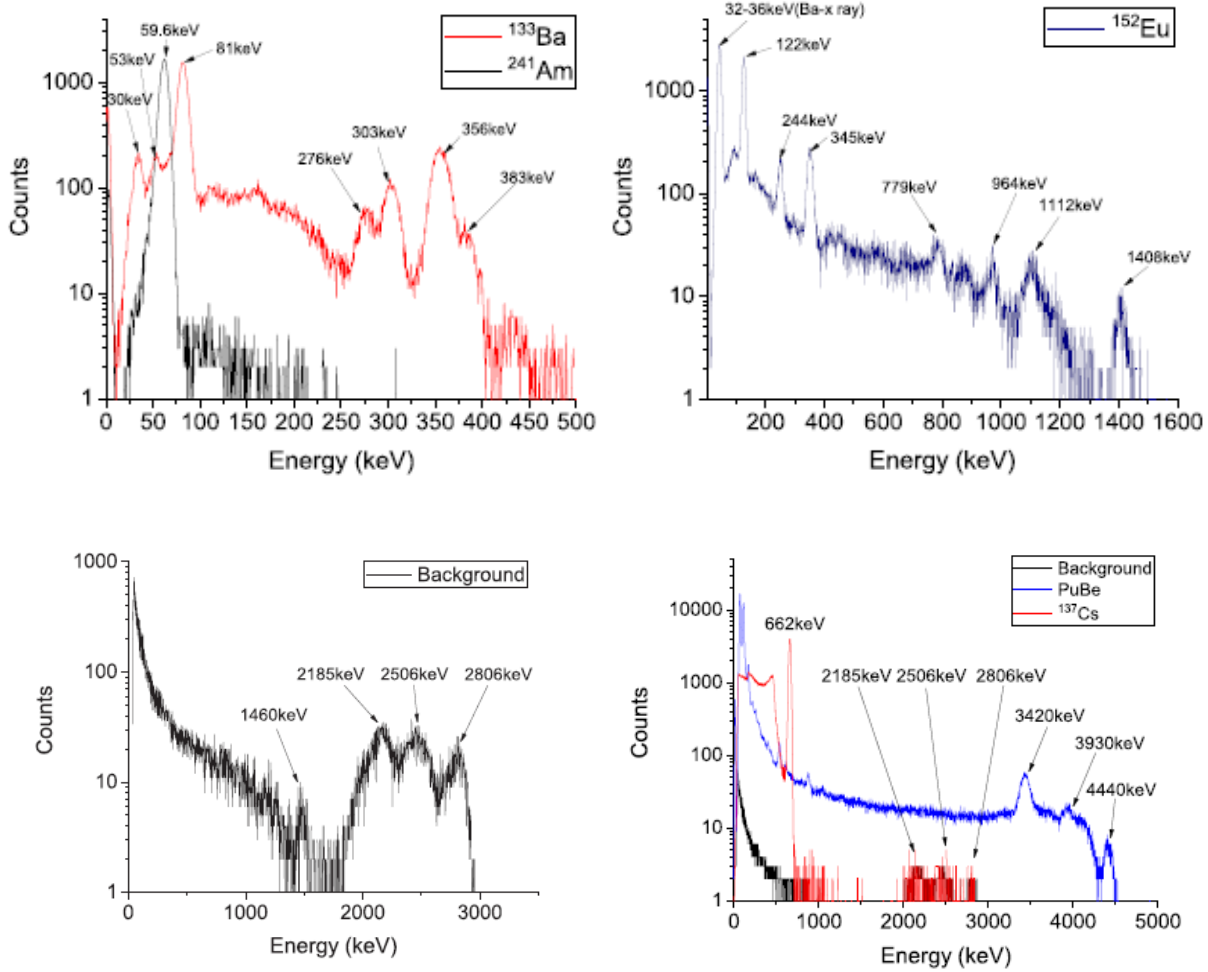 59.6keV
53keV
81keV
30keV
133Ba
241Am
303keV
356keV
276keV
383keV
1000
100
10
1
Counts
0 50 100 150 200 250 300 350 400 450 500
Energy (keV)
32-36keV(Ba-x ray)
122keV
152Eu
244keV
345keV
779keV
964keV
1112keV
1408keV
1000
100
10
1
Counts
200 400 600 800 1000 1200 1400 1600
Energy (keV)
Background
2185keV
2506keV
2806keV
1460keV
1000
100
10
1
Counts
0 1000 2000 3000
Energy (keV)
Background
PuBe
137Cs
662keV
2185keV
2506keV
2806keV
3420keV
3930keV
4440keV
10000
1000
100
10
1
Counts
0 1000 2000 3000 4000 5000
Energy (keV)